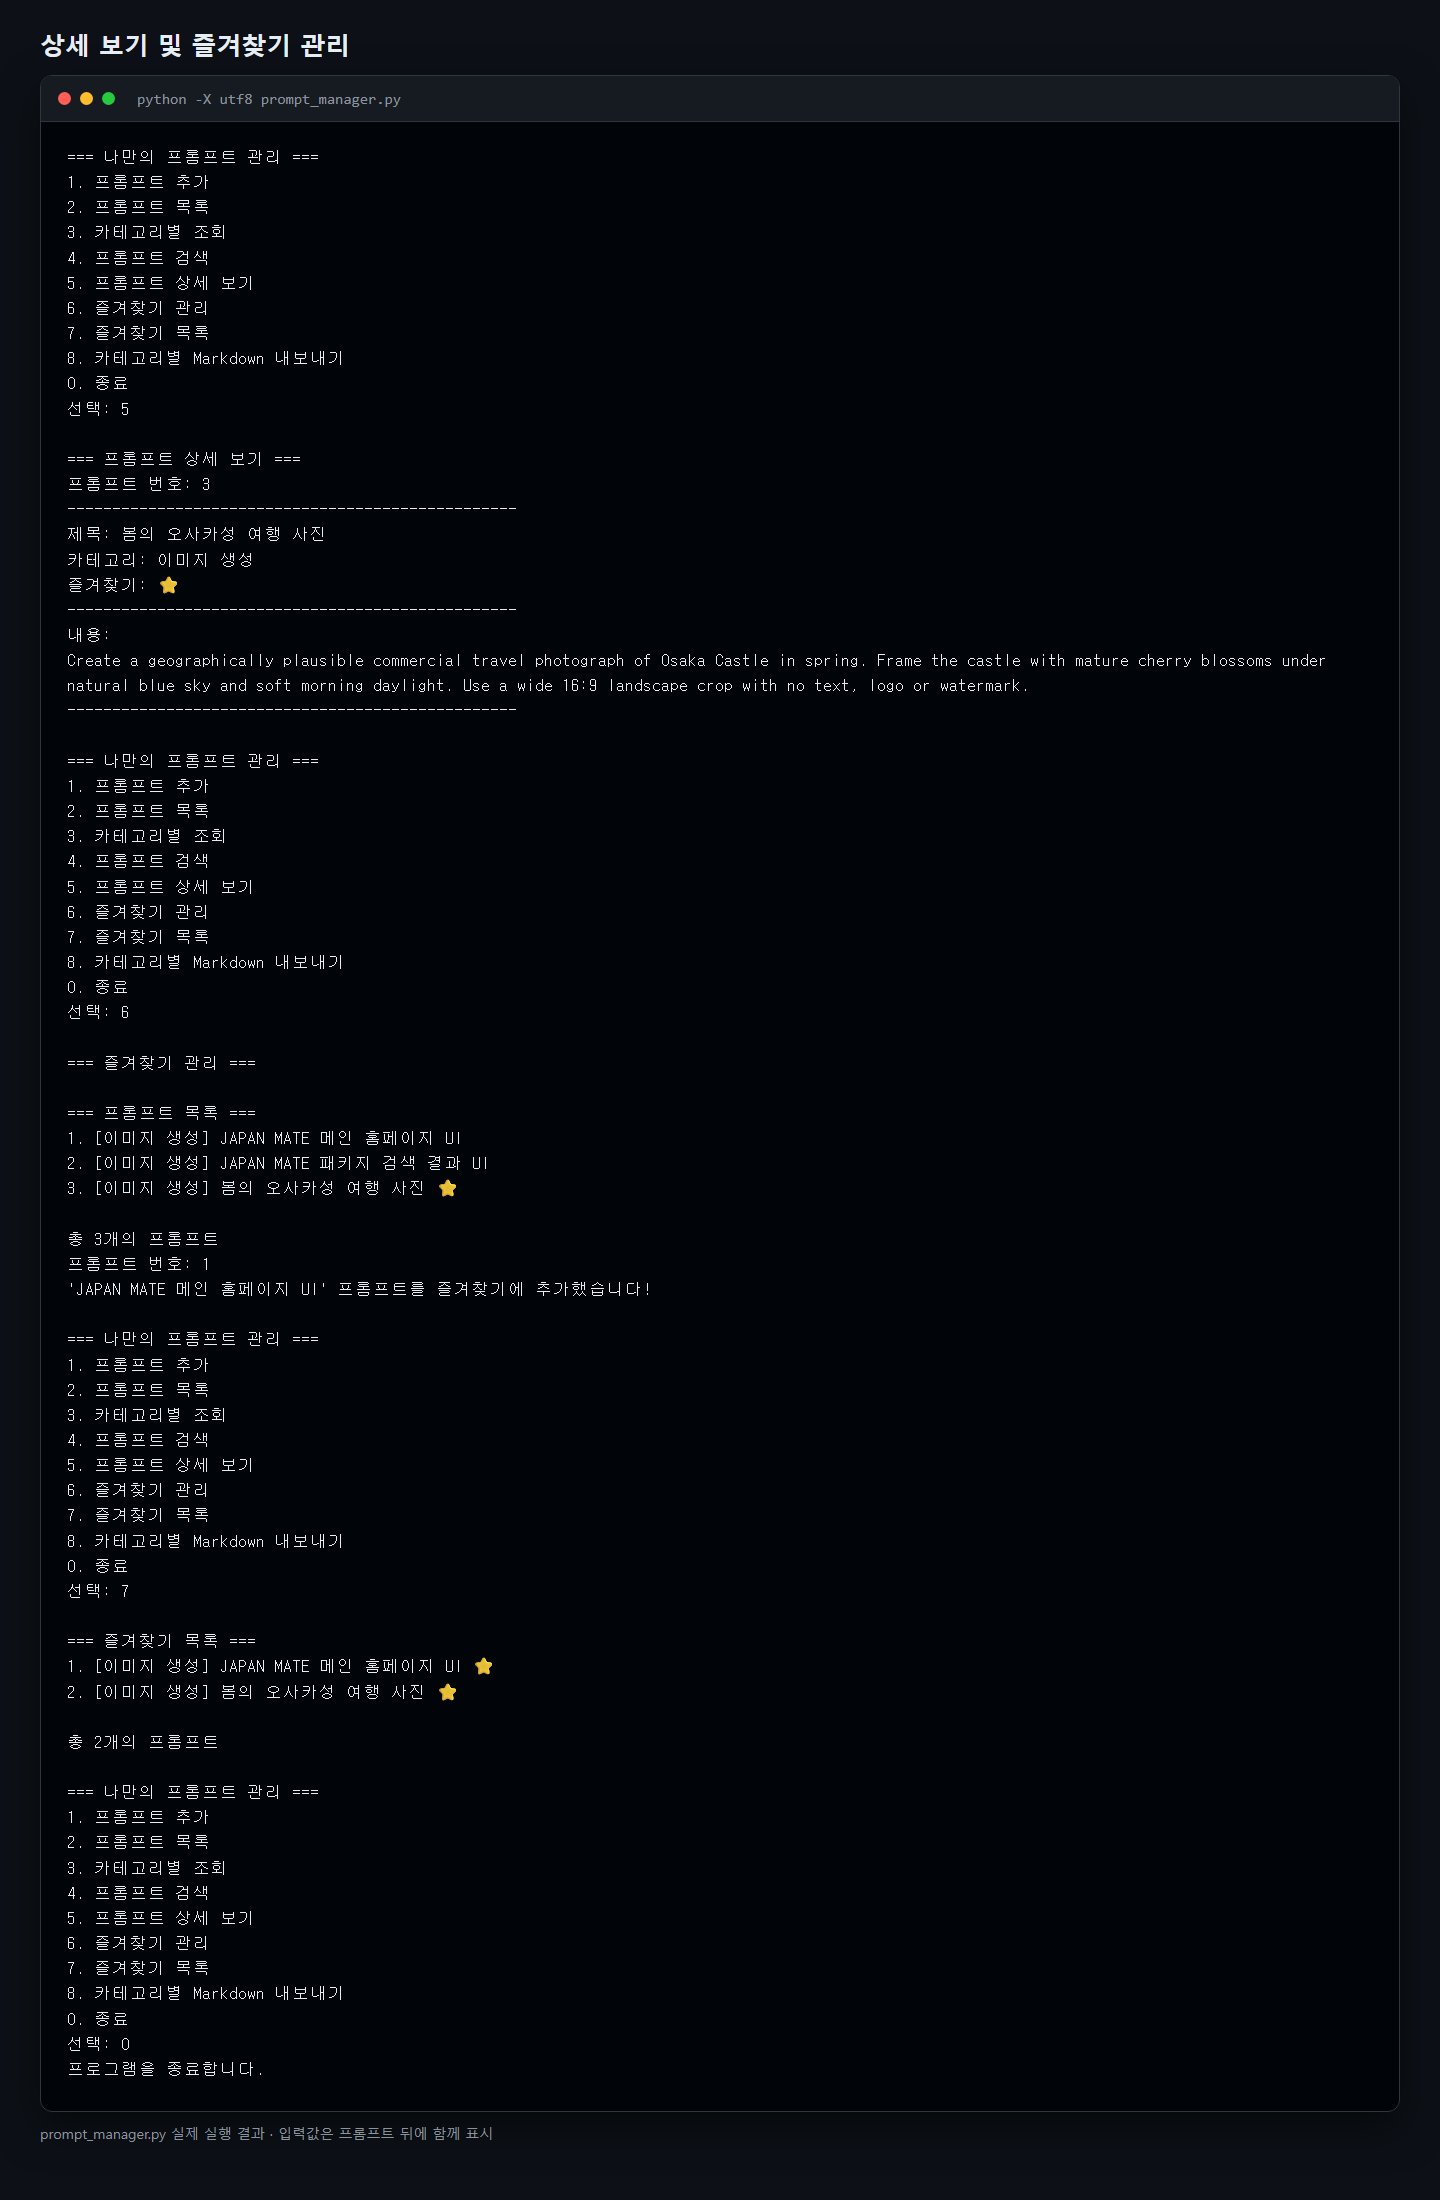 상세 보기 및 즐겨찾기 관리
python -X utf8 prompt_manager.py
=== 나만의 프롬프트 관리 ===
1. 프롬프트 추가
2. 프롬프트 목록
3. 카테고리별 조회
4. 프롬프트 검색
5. 프롬프트 상세 보기
6. 즐겨찾기 관리
7. 즐겨찾기 목록
8. 카테고리별 Markdown 내보내기
0. 종료
선택: 5
=== 프롬프트 상세 보기 ===
프롬프트 번호: 3
--------------------------------------------------
제목: 봄의 오사카성 여행 사진
카테고리: 이미지 생성
즐겨찾기: ⭐
--------------------------------------------------
내용:
Create a geographically plausible commercial travel photograph of Osaka Castle in spring. Frame the castle with mature cherry blossoms under
natural blue sky and soft morning daylight. Use a wide 16:9 landscape crop with no text, logo or watermark.
--------------------------------------------------
=== 나만의 프롬프트 관리 ===
1. 프롬프트 추가
2. 프롬프트 목록
3. 카테고리별 조회
4. 프롬프트 검색
5. 프롬프트 상세 보기
6. 즐겨찾기 관리
7. 즐겨찾기 목록
8. 카테고리별 Markdown 내보내기
0. 종료
선택: 6
=== 즐겨찾기 관리 ===
=== 프롬프트 목록 ===
1. [이미지 생성] JAPAN MATE 메인 홈페이지 UI
2. [이미지 생성] JAPAN MATE 패키지 검색 결과 UI
3. [이미지 생성] 봄의 오사카성 여행 사진 ⭐
총 3개의 프롬프트
프롬프트 번호: 1
'JAPAN MATE 메인 홈페이지 UI' 프롬프트를 즐겨찾기에 추가했습니다!
=== 나만의 프롬프트 관리 ===
1. 프롬프트 추가
2. 프롬프트 목록
3. 카테고리별 조회
4. 프롬프트 검색
5. 프롬프트 상세 보기
6. 즐겨찾기 관리
7. 즐겨찾기 목록
8. 카테고리별 Markdown 내보내기
0. 종료
선택: 7
=== 즐겨찾기 목록 ===
1. [이미지 생성] JAPAN MATE 메인 홈페이지 UI ⭐
2. [이미지 생성] 봄의 오사카성 여행 사진 ⭐
총 2개의 프롬프트
=== 나만의 프롬프트 관리 ===
1. 프롬프트 추가
2. 프롬프트 목록
3. 카테고리별 조회
4. 프롬프트 검색
5. 프롬프트 상세 보기
6. 즐겨찾기 관리
7. 즐겨찾기 목록
8. 카테고리별 Markdown 내보내기
0. 종료
선택: 0
프로그램을 종료합니다.
prompt_manager.py 실제 실행 결과 · 입력값은 프롬프트 뒤에 함께 표시